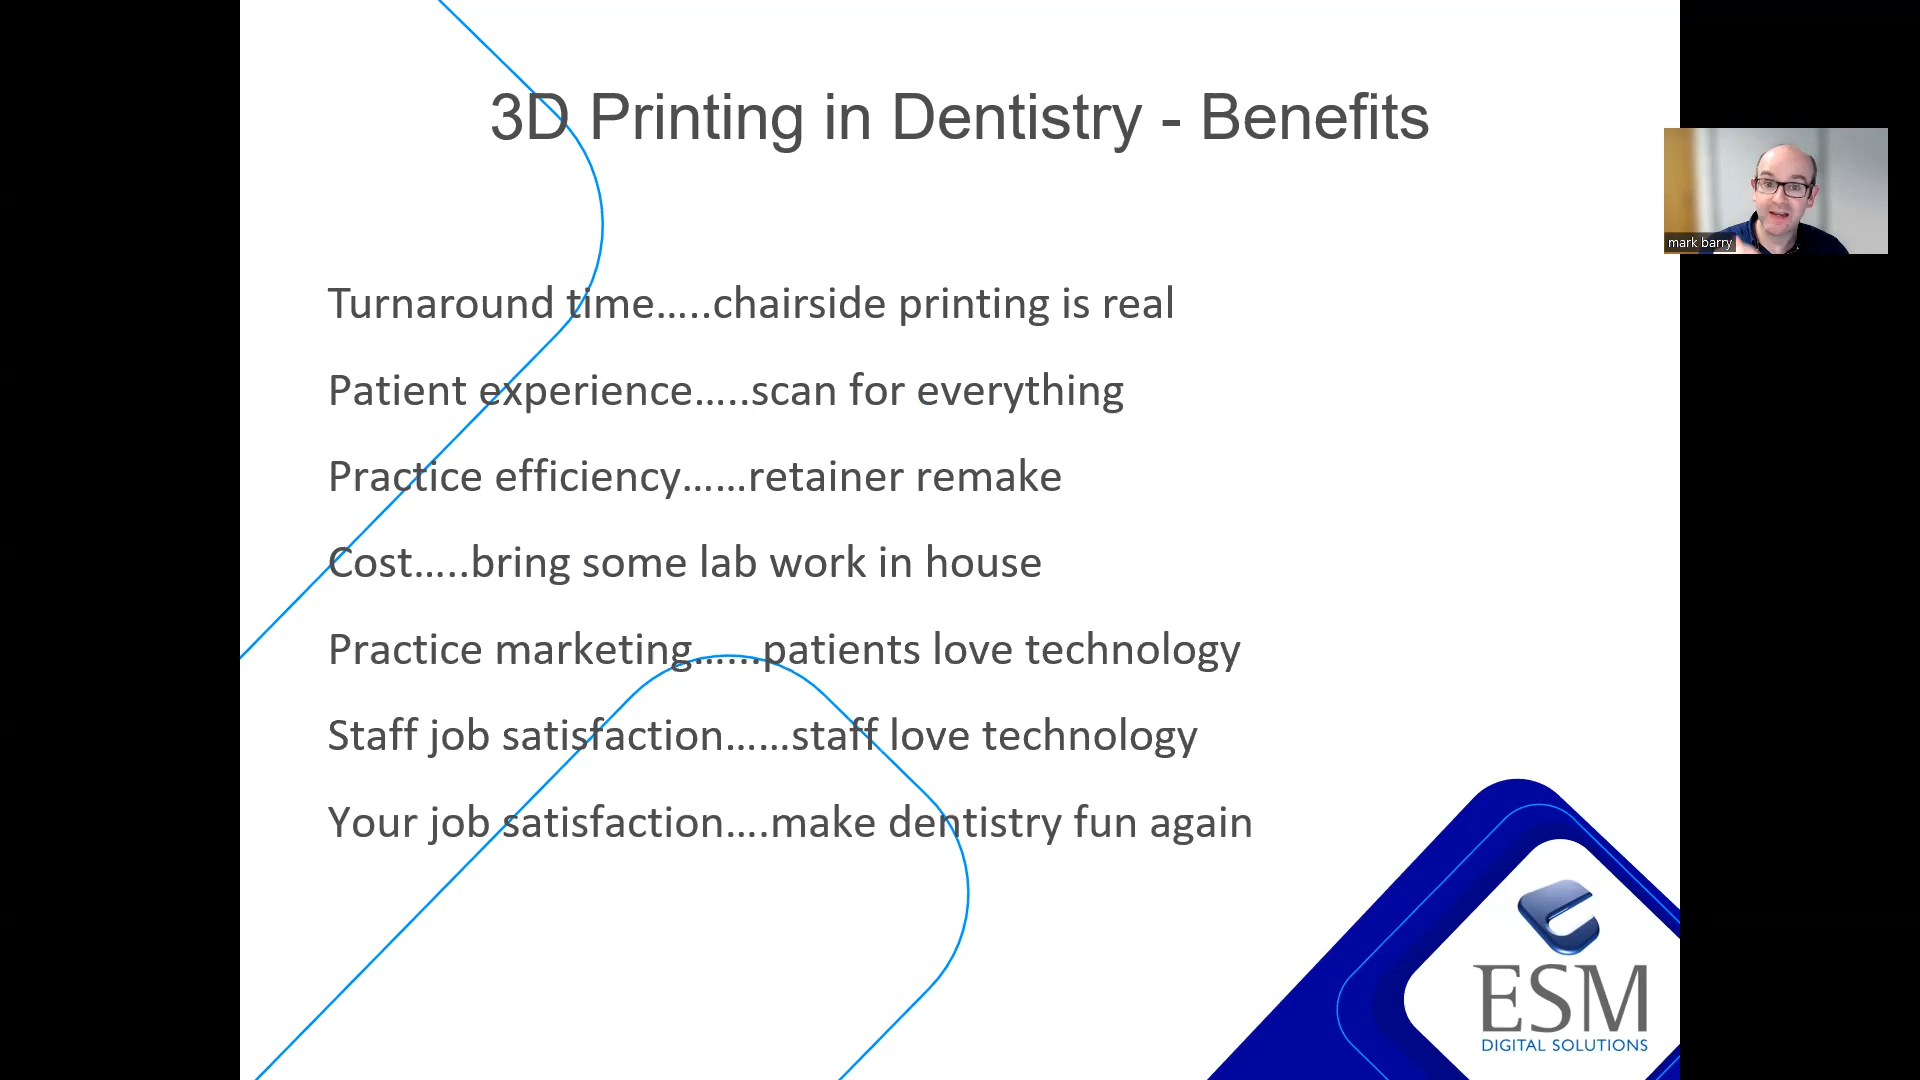 3D Printing in Dentistry - Benefits
mark barry
Turnaround time…..chairside printing is real
Patient experience…..scan for everything
Practice efficiency……retainer remake
Cost…..bring some lab work in house
Practice marketing……patients love technology
Staff job satisfaction……staff love technology
Your job satisfaction….make dentistry fun again
ESM
DIGITAL SOLUTIONS